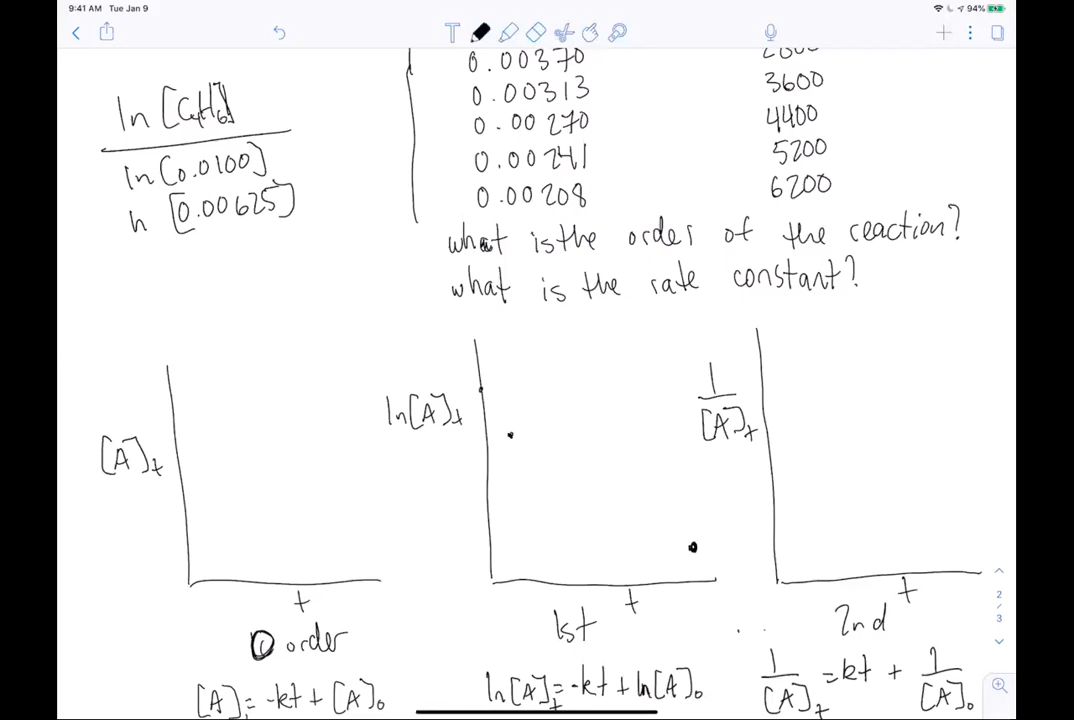 9:41 AM Tue Jan 9
94%
T
ln [C4H6]
ln [0.0100]
ln [0.00625]
0.00370
0.00313 3600
0.00270 4400
0.00241 5200
0.00208 6200
what is the order of the reaction?
what is the rate constant?
[A]t
ln[A]t
1/[A]t
t
t
t
0 order
1st
2nd
[A]t = -kt + [A]0
ln[A]t = -kt + ln[A]0
1/[A]t = kt + 1/[A]0
2
/
3